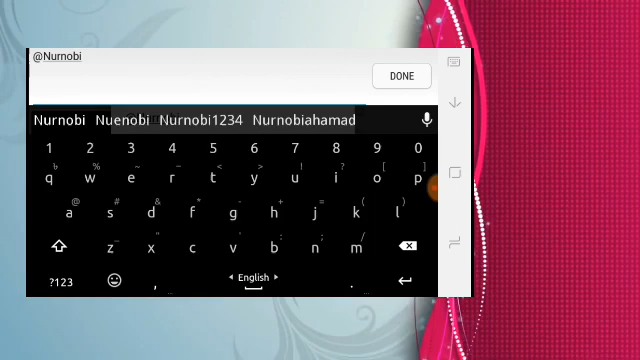 @Nurnobi
DONE
Nurnobi Nuenobi Nurnobi1234 Nurnobiahamad
1 2 3 4 5 6 7 8 9 0
৳ % ~ ¯ < > ! ? [ ]
q w e r t y u i o p
@ # & * - + = ( )
a s d f g h j k l
_ " ' : ; /
z x c v b n m
?123 , English .